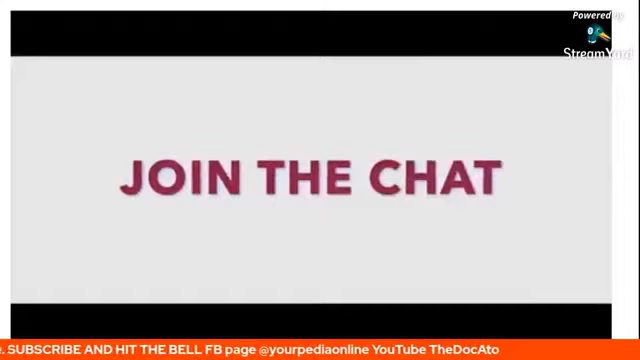 Powered by
StreamYard
JOIN THE CHAT
e. SUBSCRIBE AND HIT THE BELL FB page @yourpediaonline YouTube TheDocAto